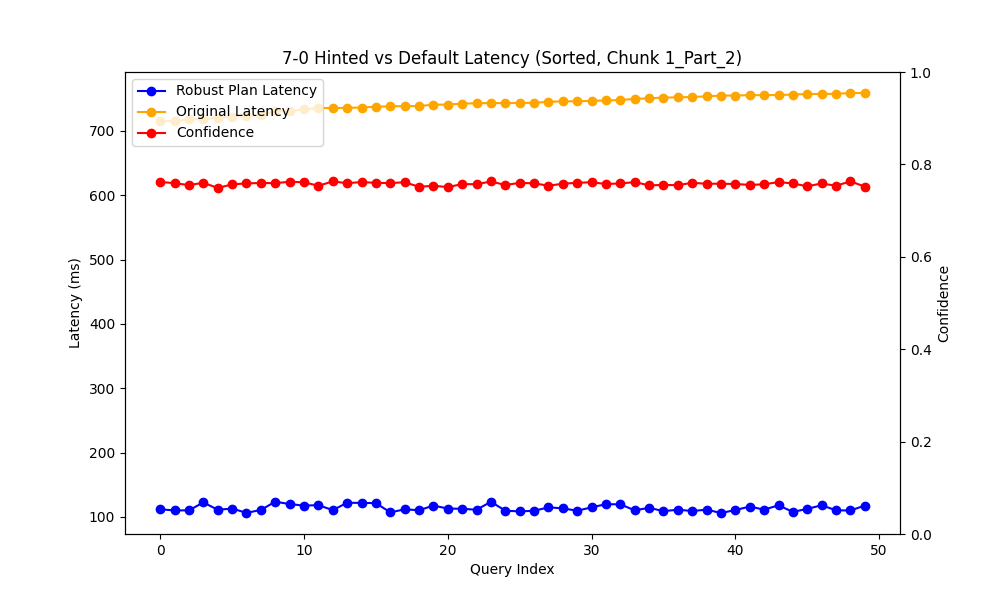 7-0 Hinted vs Default Latency (Sorted, Chunk 1_Part_2)
Robust Plan Latency
Original Latency
Confidence
Latency (ms)
700
600
500
400
300
200
100
1.0
0.8
0.6
0.4
0.2
0.0
Confidence
0 10 20 30 40 50
Query Index